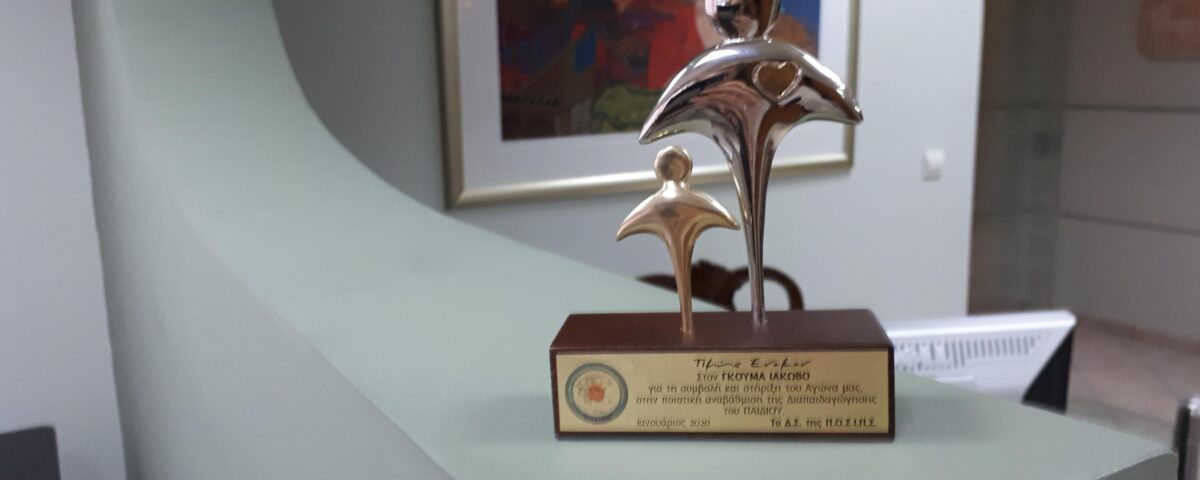 Τιμής Ένεκεν
Στον ΓΚΟΥΜΑ ΙΑΚΩΒΟ
για τη συμβολή και στήριξη του Αγώνα μας,
στην ποιοτική αναβάθμιση της Διαπαιδαγώγησης
του ΠΑΙΔΙΟΥ.
Ιανουάριος 2020 Το Δ.Σ. της Π.Ο.Σ.Ι.Π.Σ.